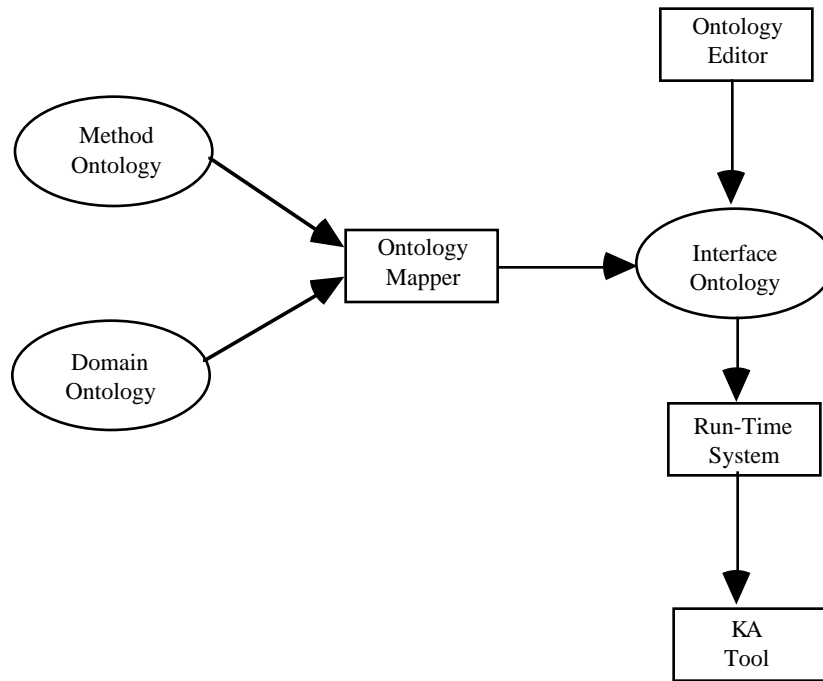 Ontology
Editor
Method
Ontology
Ontology
Mapper
Interface
Ontology
Domain
Ontology
Run-Time
System
KA
Tool